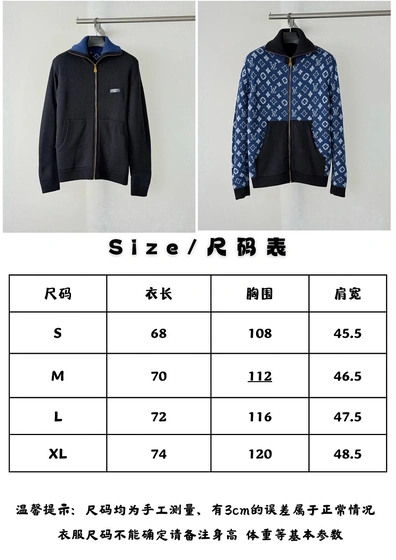 Size/尺码表
尺码 衣长 胸围 肩宽
S 68 108 45.5
M 70 112 46.5
L 72 116 47.5
XL 74 120 48.5
温馨提示：尺码均为手工测量、有3cm的误差属于正常情况
衣服尺码不能确定请备注身高 体重等基本参数